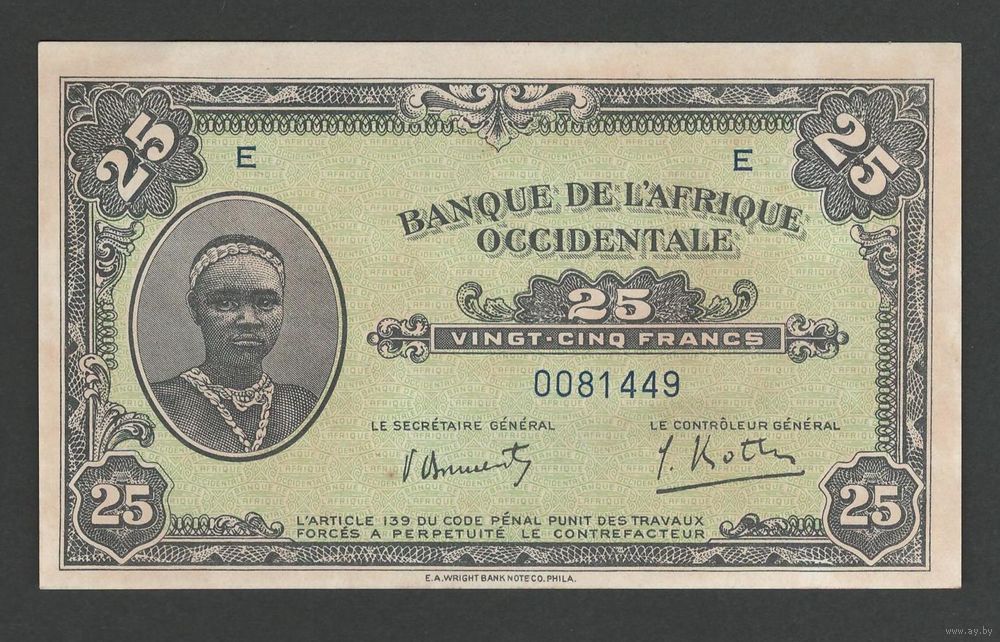 25
25
E
E
BANQUE DE L'AFRIQUE
OCCIDENTALE
25
VINGT-CINQ FRANCS
0081449
LE SECRÉTAIRE GÉNÉRAL
LE CONTRÔLEUR GÉNÉRAL
25
25
L'ARTICLE 139 DU CODE PÉNAL PUNIT DES TRAVAUX
FORCÉS A PERPETUITÉ LE CONTREFACTEUR
E.A.WRIGHT BANK NOTE CO. PHILA.
www.ay.by